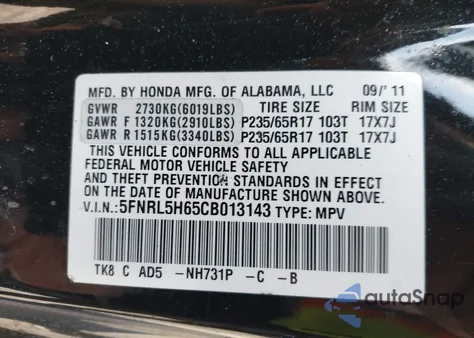 MFD. BY HONDA MFG. OF ALABAMA, LLC 09/'11
GVWR 2730KG(6019LBS) TIRE SIZE RIM SIZE
GAWR F 1320KG(2910LBS) P235/65R17 103T 17X7J
GAWR R 1515KG(3340LBS) P235/65R17 103T 17X7J
THIS VEHICLE CONFORMS TO ALL APPLICABLE
FEDERAL MOTOR VEHICLE SAFETY
AND THEFT PREVENTION STANDARDS IN EFFECT
ON THE DATE OF MANUFACTURE SHOWN ABOVE.
V.I.N.: 5FNRL5H65CB013143 TYPE: MPV
TK8 C AD5 -NH731P -C -B
autoSnap